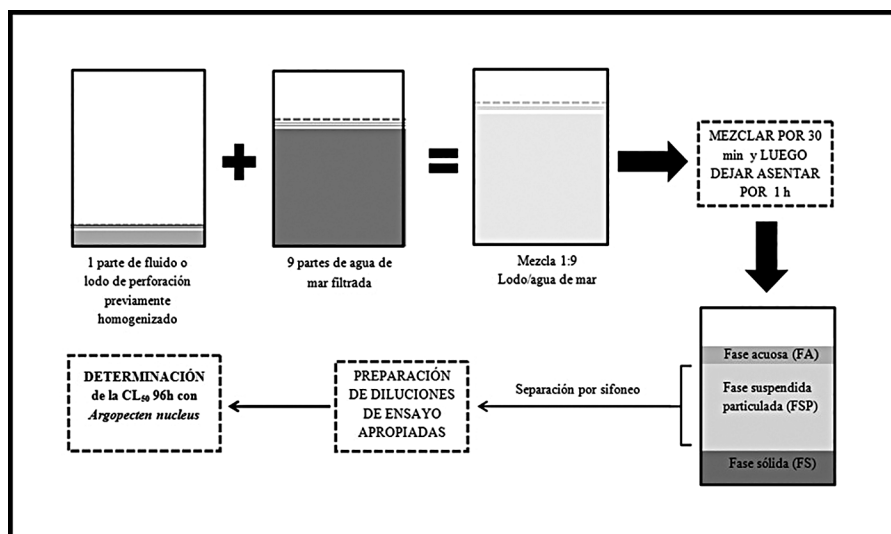 1 parte de fluido o
lodo de perforación
previamente
homogenizado
9 partes de agua de
mar filtrada
Mezcla 1:9
Lodo/agua de mar
MEZCLAR POR 30
min y LUEGO
DEJAR ASENTAR
POR 1 h
Fase acuosa (FA)
Fase suspendida
particulada (FSP)
Fase sólida (FS)
Separación por sifoneo
PREPARACIÓN
DE DILUCIONES
DE ENSAYO
APROPIADAS
DETERMINACIÓN
de la CL₅₀ 96h con
Argopecten nucleus